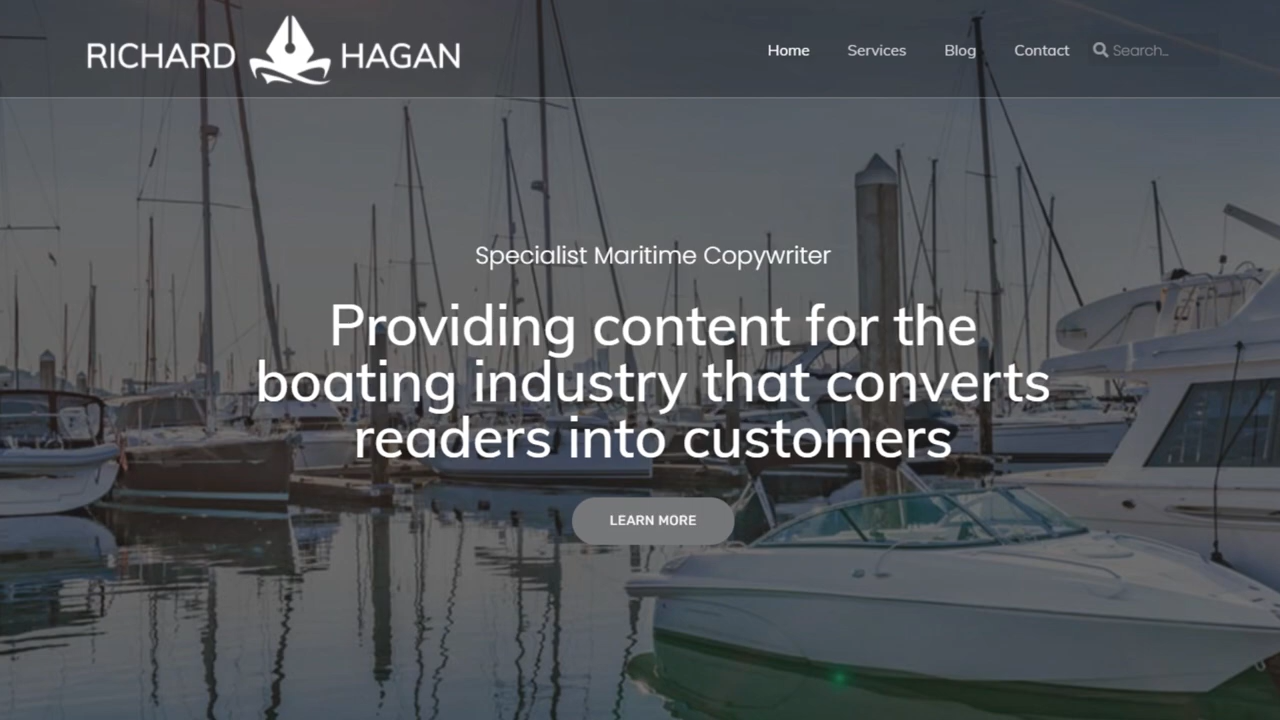 RICHARD HAGAN
Home Services Blog Contact Search...
Specialist Maritime Copywriter
Providing content for the
boating industry that converts
readers into customers
LEARN MORE